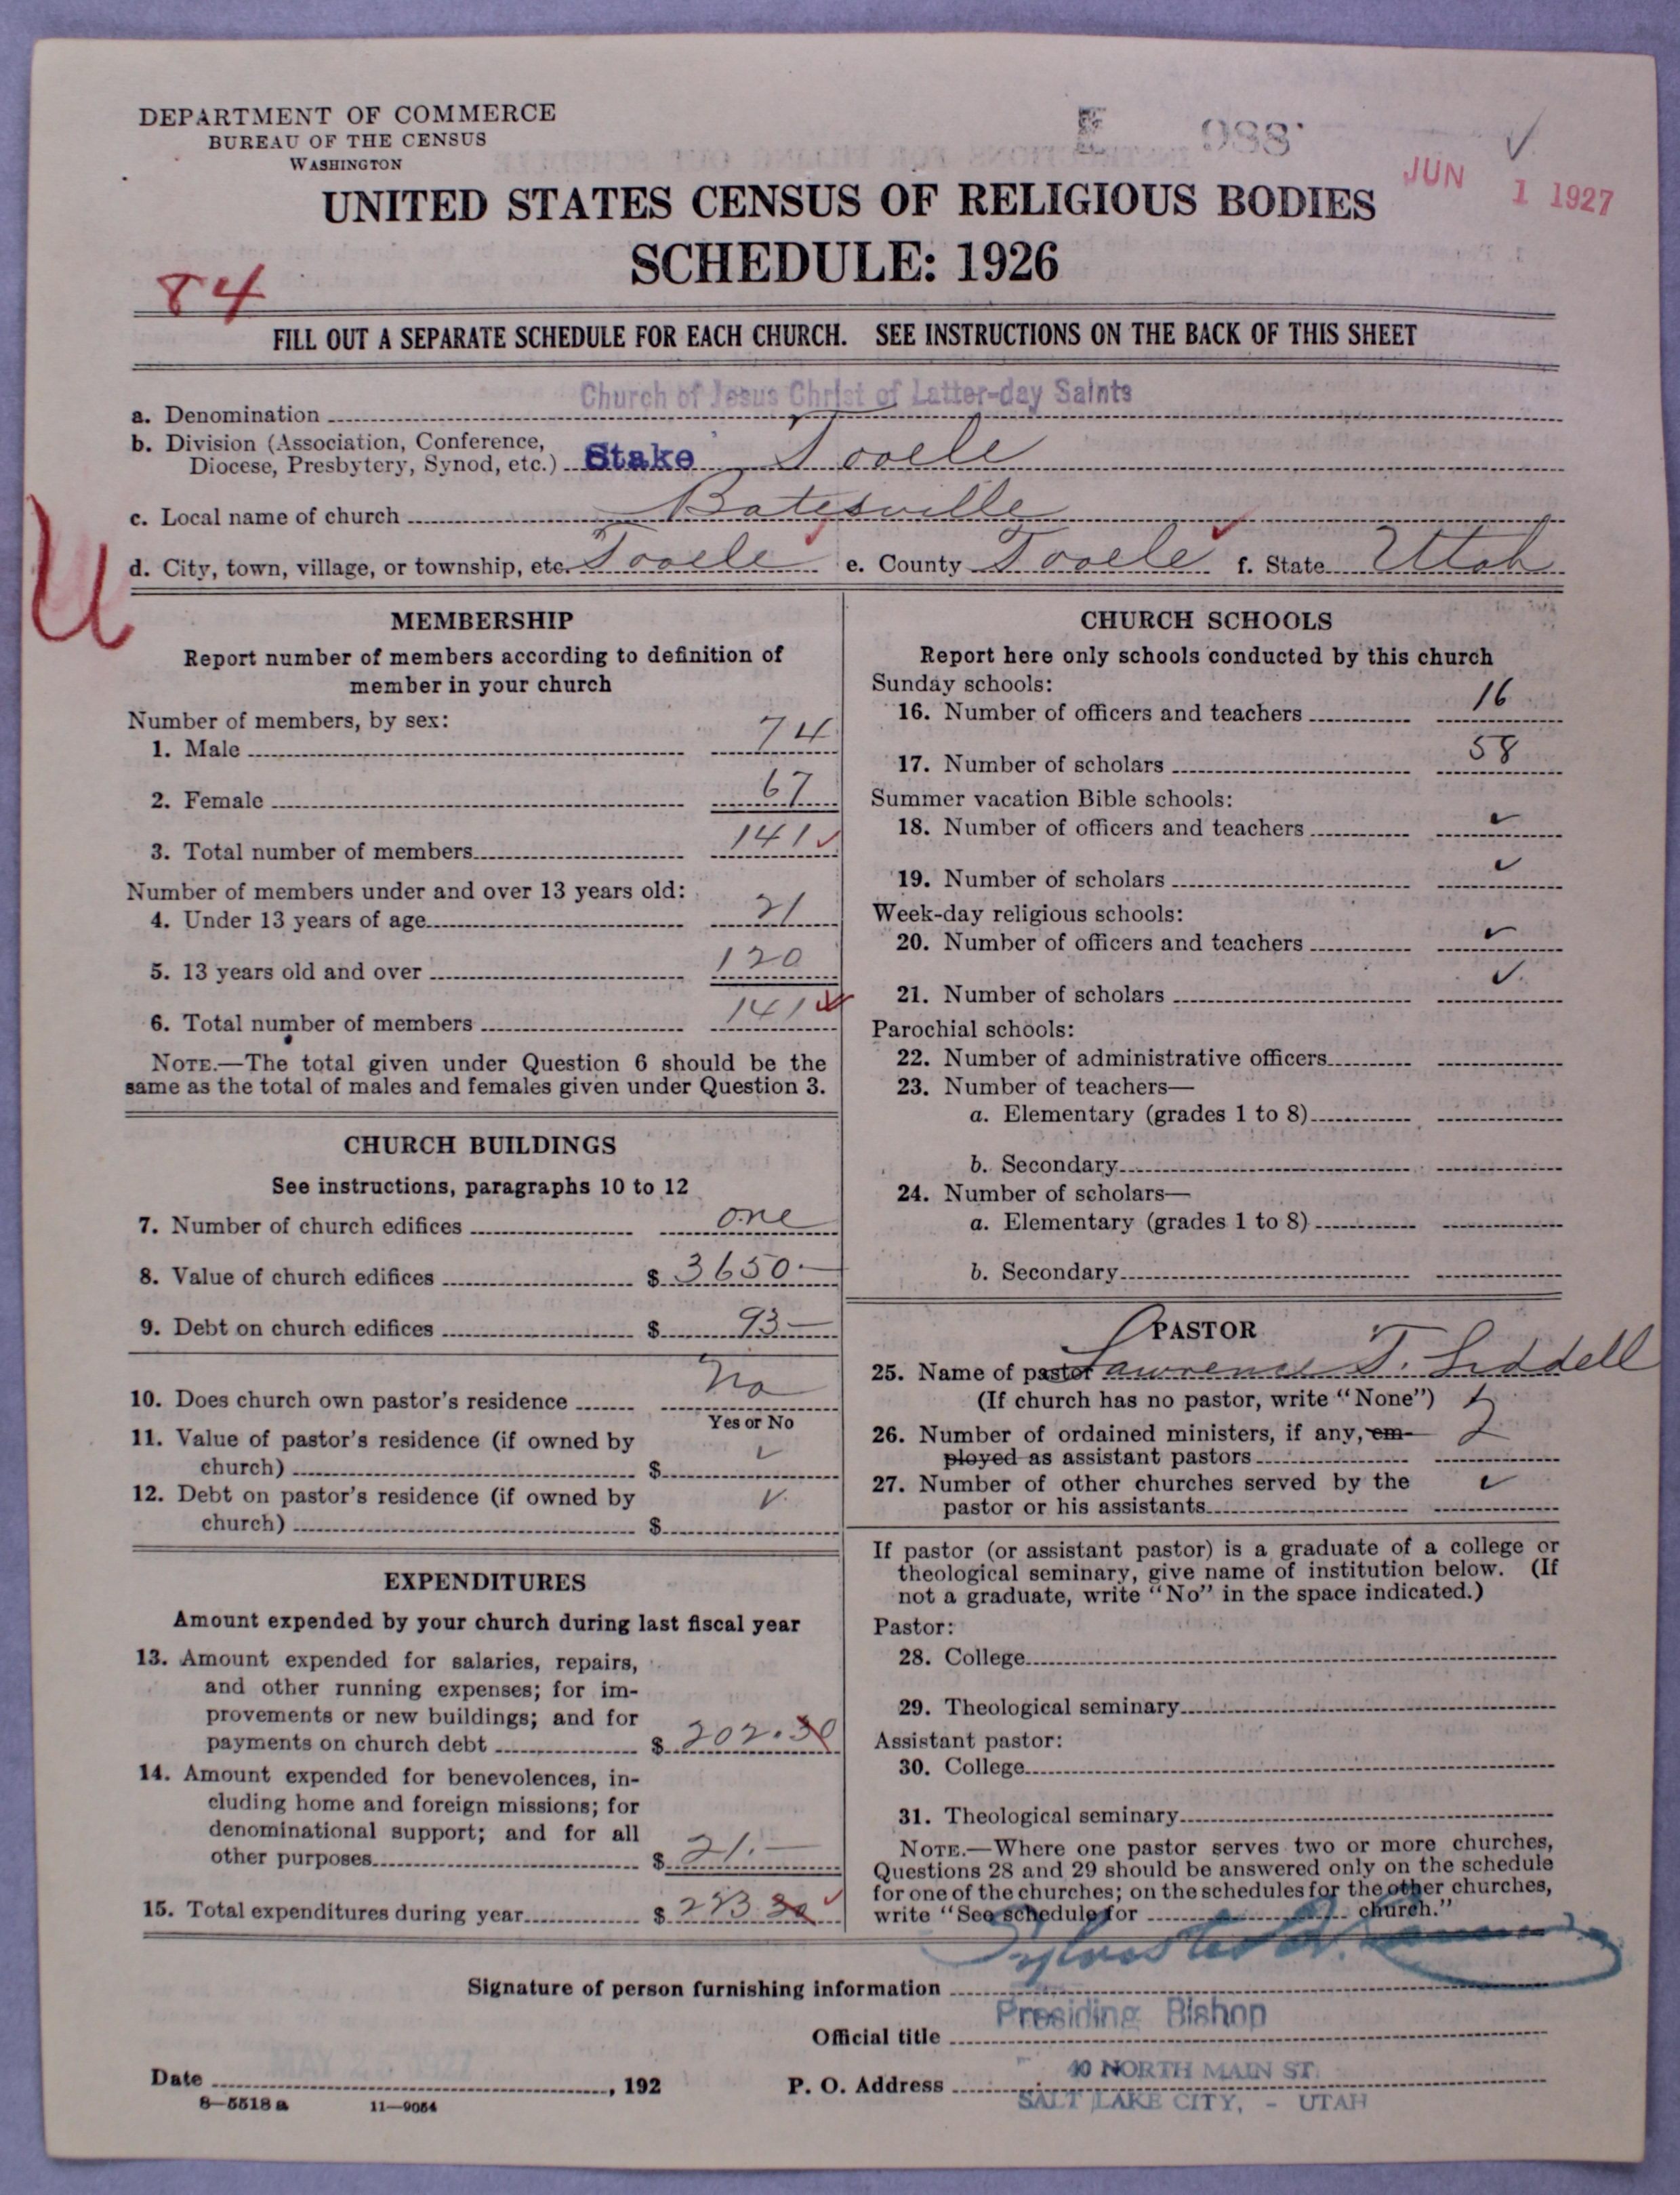 DEPARTMENT OF COMMERCE
BUREAU OF THE CENSUS
WASHINGTON
E 988
JUN 1 1927
UNITED STATES CENSUS OF RELIGIOUS BODIES
SCHEDULE: 1926
84
FILL OUT A SEPARATE SCHEDULE FOR EACH CHURCH. SEE INSTRUCTIONS ON THE BACK OF THIS SHEET
a. Denomination Church of Jesus Christ of Latter-day Saints
b. Division (Association, Conference,
Diocese, Presbytery, Synod, etc.) Stake Tooele
c. Local name of church Batesville
d. City, town, village, or township, etc. Tooele e. County Tooele f. State Utah
U
MEMBERSHIP
Report number of members according to definition of
member in your church
Number of members, by sex:
1. Male 74
2. Female 67
3. Total number of members 141 ✓
Number of members under and over 13 years old:
4. Under 13 years of age 21
5. 13 years old and over 120
6. Total number of members 141
NOTE.—The total given under Question 6 should be the
same as the total of males and females given under Question 3.
CHURCH BUILDINGS
See instructions, paragraphs 10 to 12
7. Number of church edifices one
8. Value of church edifices $ 3650.—
9. Debt on church edifices $ 93—
10. Does church own pastor's residence No
Yes or No
11. Value of pastor's residence (if owned by
church) $ ✓
12. Debt on pastor's residence (if owned by
church) $ ✓
EXPENDITURES
Amount expended by your church during last fiscal year
13. Amount expended for salaries, repairs,
and other running expenses; for im-
provements or new buildings; and for
payments on church debt $ 202.30
14. Amount expended for benevolences, in-
cluding home and foreign missions; for
denominational support; and for all
other purposes $ 21.—
15. Total expenditures during year $ 223 30 ✓
CHURCH SCHOOLS
Report here only schools conducted by this church
Sunday schools:
16. Number of officers and teachers 16
17. Number of scholars 58
Summer vacation Bible schools:
18. Number of officers and teachers ✓
19. Number of scholars ✓
Week-day religious schools:
20. Number of officers and teachers ✓
21. Number of scholars ✓
Parochial schools:
22. Number of administrative officers
23. Number of teachers—
a. Elementary (grades 1 to 8)
b. Secondary
24. Number of scholars—
a. Elementary (grades 1 to 8)
b. Secondary
PASTOR
25. Name of pastor Lawrence T. Liddell
(If church has no pastor, write "None")
26. Number of ordained ministers, if any, em-
ployed as assistant pastors 2
27. Number of other churches served by the
pastor or his assistants ✓
If pastor (or assistant pastor) is a graduate of a college or
theological seminary, give name of institution below. (If
not a graduate, write "No" in the space indicated.)
Pastor:
28. College
29. Theological seminary
Assistant pastor:
30. College
31. Theological seminary
NOTE.—Where one pastor serves two or more churches,
Questions 28 and 29 should be answered only on the schedule
for one of the churches; on the schedules for the other churches,
write "See schedule for church."
Signature of person furnishing information Sylvester Q. Cannon
Official title Presiding Bishop
Date MAY 1927, 192
P. O. Address 40 NORTH MAIN ST.
SALT LAKE CITY, - UTAH
8—5518 a 11—9054